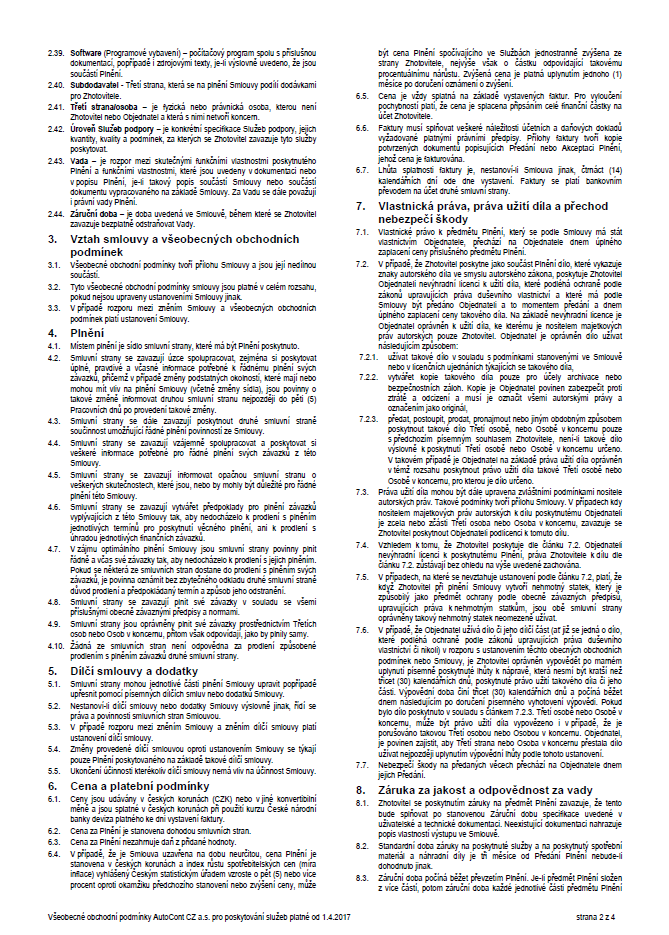 2.39. Software (Programové vybavení) – počítačový program spolu s příslušnou
dokumentací, popřípadě i zdrojovými texty, je-li výslovně uvedeno, že jsou
součástí Plnění.
2.40. Subdodavatel - Třetí strana, která se na plnění Smlouvy podílí dodávkami
pro Zhotovitele.
2.41. Třetí strana/osoba – je fyzická nebo právnická osoba, kterou není
Zhotovitel nebo Objednatel a která s nimi netvoří koncern.
2.42. Úroveň Služeb podpory – je konkrétní specifikace Služeb podpory, jejich
kvantity, kvality a podmínek, za kterých se Zhotovitel zavazuje tyto služby
poskytovat.
2.43. Vada – je rozpor mezi skutečnými funkčními vlastnostmi poskytnutého
Plnění a funkčními vlastnostmi, které jsou uvedeny v dokumentaci nebo
v popisu Plnění, je-li takový popis součástí Smlouvy nebo součástí
dokumentu vypracovaného na základě Smlouvy. Za Vadu se dále považují
i právní vady Plnění.
2.44. Záruční doba – je doba uvedená ve Smlouvě, během které se Zhotovitel
zavazuje bezplatně odstraňovat Vady.
3. Vztah smlouvy a všeobecných obchodních
podmínek
3.1. Všeobecné obchodní podmínky tvoří přílohu Smlouvy a jsou její nedílnou
součástí.
3.2. Tyto všeobecné obchodní podmínky smlouvy jsou platné v celém rozsahu,
pokud nejsou upraveny ustanoveními Smlouvy jinak.
3.3. V případě rozporu mezi zněním Smlouvy a všeobecných obchodních
podmínek platí ustanovení Smlouvy.
4. Plnění
4.1. Místem plnění je sídlo smluvní strany, které má být Plnění poskytnuto.
4.2. Smluvní strany se zavazují úzce spolupracovat, zejména si poskytovat
úplné, pravdivé a včasné informace potřebné k řádnému plnění svých
závazků, přičemž v případě změny podstatných okolností, které mají nebo
mohou mít vliv na plnění Smlouvy (včetně změny sídla), jsou povinny o
takové změně informovat druhou smluvní stranu nejpozději do pěti (5)
Pracovních dnů po provedení takové změny.
4.3. Smluvní strany se dále zavazují poskytnout druhé smluvní straně
součinnost umožňující řádné plnění povinností ze Smlouvy.
4.4. Smluvní strany se zavazují vzájemně spolupracovat a poskytovat si
veškeré informace potřebné pro řádné plnění svých závazků z této
Smlouvy.
4.5. Smluvní strany se zavazují informovat opačnou smluvní stranu o
veškerých skutečnostech, které jsou, nebo by mohly být důležité pro řádné
plnění této Smlouvy.
4.6. Smluvní strany se zavazují vytvářet předpoklady pro plnění závazků
vyplývajících z této Smlouvy tak, aby nedocházelo k prodlení s plněním
jednotlivých termínů pro poskytnutí věcného plnění, ani k prodlení s
úhradou jednotlivých finančních závazků.
4.7. V zájmu optimálního plnění Smlouvy jsou smluvní strany povinny plnit
řádně a včas své závazky tak, aby nedocházelo k prodlení s jejich plněním.
Pokud se některá ze smluvních stran dostane do prodlení s plněním svých
závazků, je povinna oznámit bez zbytečného odkladu druhé smluvní straně
důvod prodlení a předpokládaný termín a způsob jeho odstranění.
4.8. Smluvní strany se zavazují plnit své závazky v souladu se všemi
příslušnými obecně závaznými předpisy a normami.
4.9. Smluvní strany jsou oprávněny plnit své závazky prostřednictvím Třetích
osob nebo Osob v koncernu, přitom však odpovídají, jako by plnily samy.
4.10. Žádná ze smluvních stran není odpovědna za prodlení způsobené
prodlením s plněním závazků druhé smluvní strany.
5. Dílčí smlouvy a dodatky
5.1. Smluvní strany mohou jednotlivé části plnění Smlouvy upravit popřípadě
upřesnit pomocí písemných dílčích smluv nebo dodatků Smlouvy.
5.2. Nestanoví-li dílčí smlouvy nebo dodatky Smlouvy výslovně jinak, řídí se
práva a povinnosti smluvních stran Smlouvou.
5.3. V případě rozporu mezi zněním Smlouvy a zněním dílčí smlouvy platí
ustanovení dílčí smlouvy.
5.4. Změny provedené dílčí smlouvou oproti ustanovením Smlouvy se týkají
pouze Plnění poskytovaného na základě takové dílčí smlouvy.
5.5. Ukončení účinnosti kterékoliv dílčí smlouvy nemá vliv na účinnost Smlouvy.
6. Cena a platební podmínky
6.1. Ceny jsou udávány v českých korunách (CZK) nebo v jiné konvertibilní
měně a jsou splatné v českých korunách při použití kurzu České národní
banky devíza platného ke dni vystavení faktury.
6.2. Cena za Plnění je stanovena dohodou smluvních stran.
6.3. Cena za Plnění nezahrnuje daň z přidané hodnoty.
6.4. V případě, že je Smlouva uzavřena na dobu neurčitou, cena Plnění je
stanovena v českých korunách a index růstu spotřebitelských cen (míra
inflace) vyhlášený Českým statistickým úřadem vzroste o pět (5) nebo více
procent oproti okamžiku předchozího stanovení nebo zvýšení ceny, může
být cena Plnění spočívajícího ve Službách jednostranně zvýšena ze
strany Zhotovitele, nejvýše však o částku odpovídající takovému
procentuálnímu nárůstu. Zvýšená cena je platná uplynutím jednoho (1)
měsíce po doručení oznámení o zvýšení.
6.5. Cena je vždy splatná na základě vystavených faktur. Pro vyloučení
pochybností platí, že cena je splacena připsáním celé finanční částky na
účet Zhotovitele.
6.6. Faktury musí splňovat veškeré náležitosti účetních a daňových dokladů
vyžadované platnými právními předpisy. Přílohy faktury tvoří kopie
potvrzených dokumentů popisujících Předání nebo Akceptaci Plnění,
jehož cena je fakturována.
6.7. Lhůta splatnosti faktury je, nestanoví-li Smlouva jinak, čtrnáct (14)
kalendářních dní ode dne vystavení. Faktury se platí bankovním
převodem na účet druhé smluvní strany.
7. Vlastnická práva, práva užití díla a přechod
nebezpečí škody
7.1. Vlastnické právo k předmětu Plnění, který se podle Smlouvy má stát
vlastnictvím Objednatele, přechází na Objednatele dnem úplného
zaplacení ceny příslušného předmětu Plnění.
7.2. V případě, že Zhotovitel poskytne jako součást Plnění dílo, které vykazuje
znaky autorského díla ve smyslu autorského zákona, poskytuje Zhotovitel
Objednateli nevýhradní licenci k užití díla, které podléhá ochraně podle
zákonů upravujících práva duševního vlastnictví a které má podle
Smlouvy být předáno Objednateli a to momentem předání a dnem
úplného zaplacení ceny takového díla. Na základě nevýhradní licence je
Objednatel oprávněn k užití díla, ke kterému je nositelem majetkových
práv autorských pouze Zhotovitel. Objednatel je oprávněn dílo užívat
následujícím způsobem:
7.2.1. užívat takové dílo v souladu s podmínkami stanovenými ve Smlouvě
nebo v licenčních ujednáních týkajících se takového díla,
7.2.2. vytvářet kopie takového díla pouze pro účely archivace nebo
bezpečnostních záloh. Kopie je Objednatel povinen zabezpečit proti
ztrátě a odcizení a musí je označit všemi autorskými právy a
označením jako originál,
7.2.3. předat, postoupit, prodat, pronajmout nebo jiným obdobným způsobem
poskytnout takové dílo Třetí osobě, nebo Osobě v koncernu pouze
s předchozím písemným souhlasem Zhotovitele, není-li takové dílo
výslovně k poskytnutí Třetí osobě nebo Osobě v koncernu určeno.
V takovém případě je Objednatel na základě práva užití díla oprávněn
v témž rozsahu poskytnout právo užití díla takové Třetí osobě nebo
Osobě v koncernu, pro kterou je dílo určeno.
7.3. Práva užití díla mohou být dále upravena zvláštními podmínkami nositele
autorských práv. Takové podmínky tvoří přílohu Smlouvy. V případech kdy
nositelem majetkových práv autorských k dílu poskytnutému Objednateli
je zcela nebo zčásti Třetí osoba nebo Osoba v koncernu, zavazuje se
Zhotovitel poskytnout Objednateli podlicenci k tomuto dílu.
7.4. Vzhledem k tomu, že Zhotovitel poskytuje dle článku 7.2. Objednateli
nevýhradní licenci k poskytnutému Plnění, práva Zhotovitele k dílu dle
článku 7.2. zůstávají bez ohledu na výše uvedené zachována.
7.5. V případech, na které se nevztahuje ustanovení podle článku 7.2, platí, že
když Zhotovitel při plnění Smlouvy vytvoří nehmotný statek, který je
způsobilý jako předmět ochrany podle obecně závazných předpisů,
upravujících práva k nehmotným statkům, jsou obě smluvní strany
oprávněny takový nehmotný statek neomezeně užívat.
7.6. V případě, že Objednatel užívá dílo či jeho dílčí část (ať již se jedná o dílo,
které podléhá ochraně podle zákonů upravujících práva duševního
vlastnictví či nikoli) v rozporu s ustanovením těchto obecných obchodních
podmínek nebo Smlouvy, je Zhotovitel oprávněn vypovědět po marném
uplynutí písemně poskytnuté lhůty k nápravě, která nesmí být kratší než
třicet (30) kalendářních dnů, poskytnuté právo užití takového díla či jeho
části. Výpovědní doba činí třicet (30) kalendářních dnů a počíná běžet
dnem následujícím po doručení písemného vyhotovení výpovědi. Pokud
bylo dílo poskytnuto v souladu s článkem 7.2.3. Třetí osobě nebo Osobě v
koncernu, může být právo užití díla vypovězeno i v případě, že je
porušováno takovou Třetí osobou nebo Osobou v koncernu. Objednatel,
je povinen zajistit, aby Třetí strana nebo Osoba v koncernu přestala dílo
užívat nejpozději uplynutím výpovědní lhůty podle tohoto ustanovení.
7.7. Nebezpečí škody na předaných věcech přechází na Objednatele dnem
jejich Předání.
8. Záruka za jakost a odpovědnost za vady
8.1. Zhotovitel se poskytnutím záruky na předmět Plnění zavazuje, že tento
bude splňovat po stanovenou Záruční dobu specifikace uvedené v
uživatelské a technické dokumentaci. Neexistující dokumentaci nahrazuje
popis vlastností výstupu ve Smlouvě.
8.2. Standardní doba záruky na poskytnuté služby a na poskytnutý spotřební
materiál a náhradní díly je tři měsíce od Předání Plnění nebude-li
dohodnuto jinak.
8.3. Záruční doba počíná běžet převzetím Plnění. Je-li předmět Plnění složen
z více částí, potom záruční doba každé jednotlivé části předmětu Plnění
Všeobecné obchodní podmínky AutoCont CZ a.s. pro poskytování služeb platné od 1.4.2017
strana 2 z 4